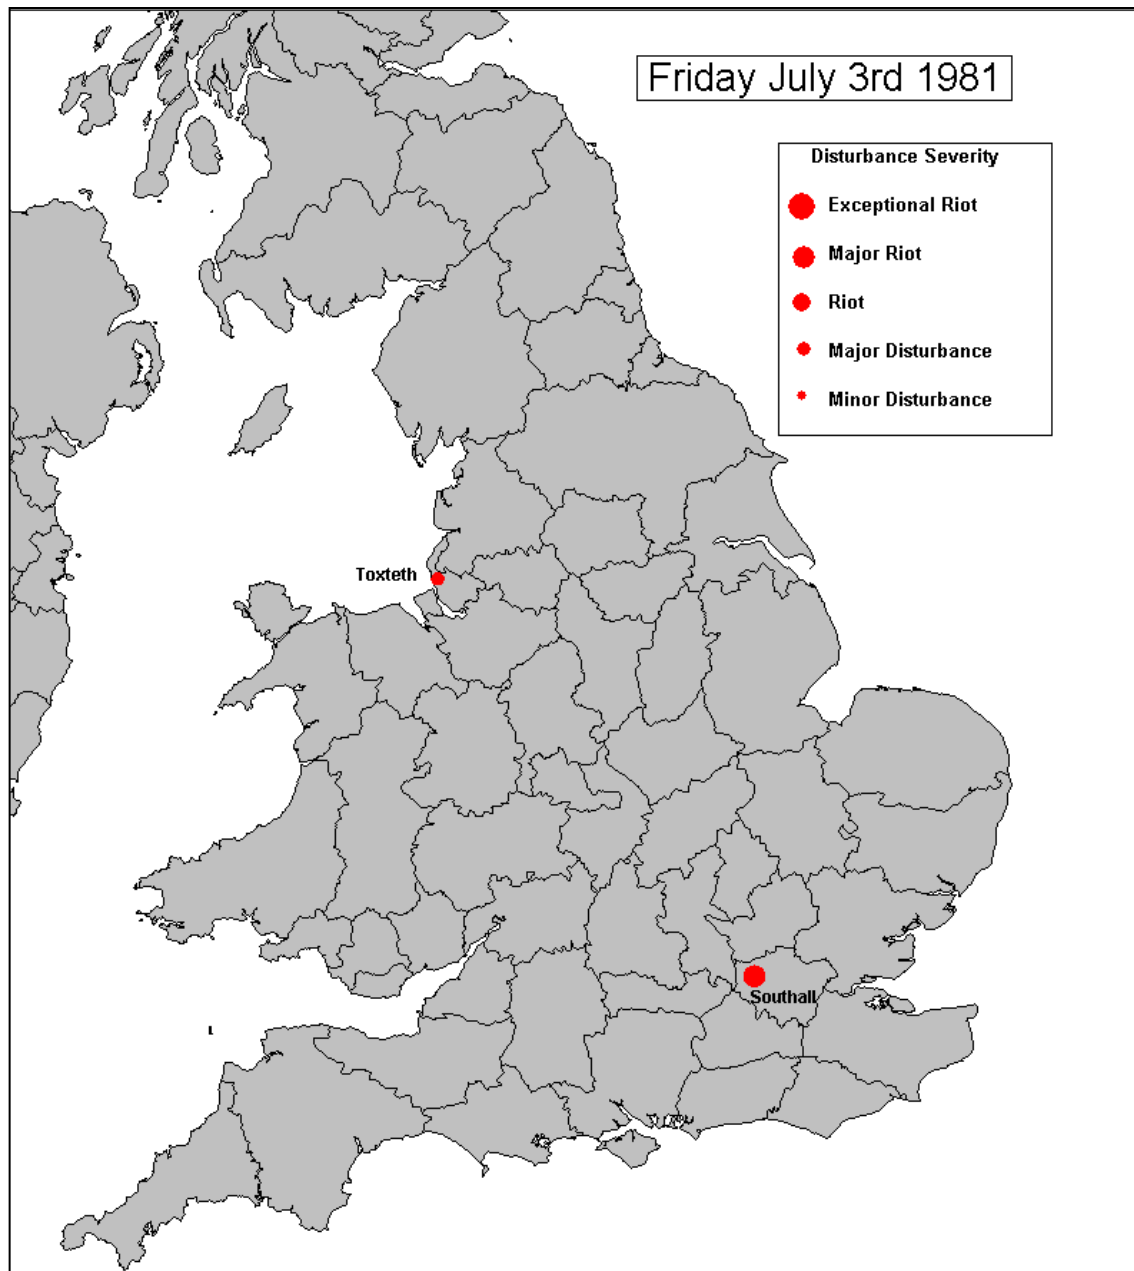 Friday July 3rd 1981
Disturbance Severity
Exceptional Riot
Major Riot
Riot
Major Disturbance
Minor Disturbance
Toxteth
Southall